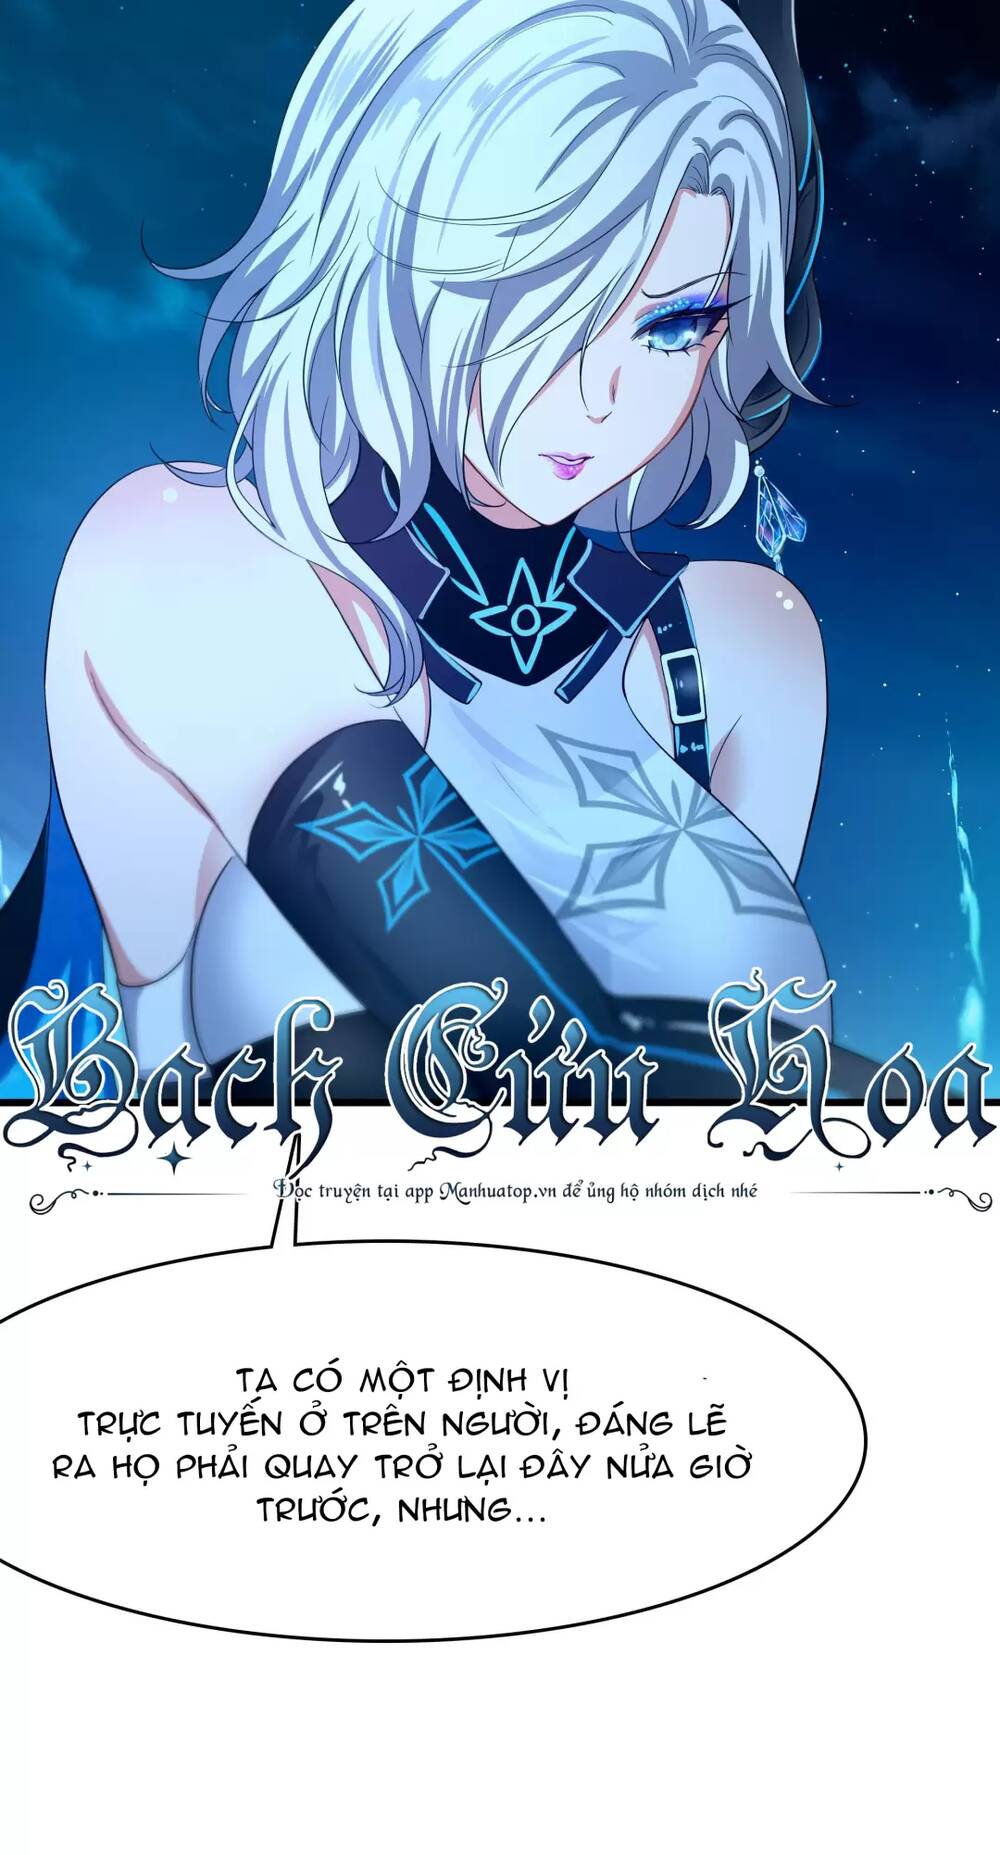 Bạch Cửu Hoa
Đọc truyện tại app Manhuatop.vn để ủng hộ nhóm dịch nhé
TA CÓ MỘT ĐỊNH VỊ
TRỰC TUYẾN Ở TRÊN NGƯỜI, ĐÁNG LẼ
RA HỌ PHẢI QUAY TRỞ LẠI ĐÂY NỬA GIỜ
TRƯỚC, NHƯNG...